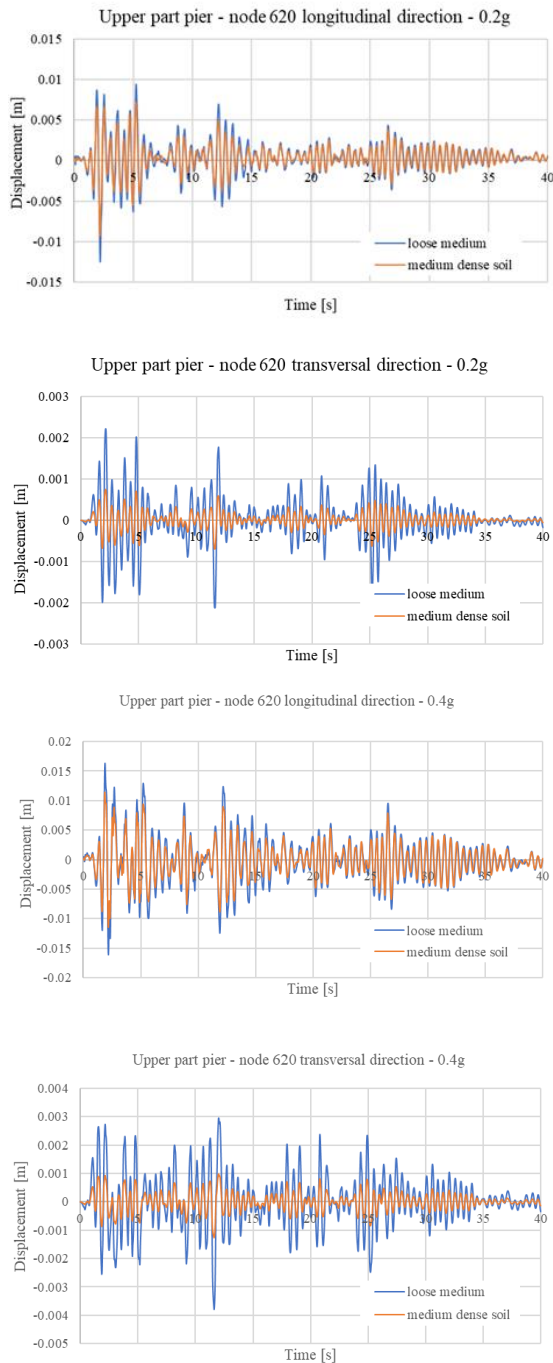 Upper part pier - node 620 longitudinal direction - 0.2g
0.015
0.01
0.005
0
-0.005
-0.01
-0.015
Displacement [m]
0 5 10 15 20 25 30 35 40
loose medium
medium dense soil
Time [s]
Upper part pier - node 620 transversal direction - 0.2g
0.003
0.002
0.001
0
-0.001
-0.002
-0.003
Displacement [m]
0 5 10 15 20 25 30 35 40
loose medium
medium dense soil
Time [s]
Upper part pier - node 620 longitudinal direction - 0.4g
0.02
0.015
0.01
0.005
0
-0.005
-0.01
-0.015
-0.02
Displacement [m]
0 5 10 15 20 25 30 35 40
loose medium
medium dense soil
Time [s]
Upper part pier - node 620 transversal direction - 0.4g
0.004
0.003
0.002
0.001
0
-0.001
-0.002
-0.003
-0.004
-0.005
Displacement [m]
0 5 10 15 20 25 30 35 40
loose medium
medium dense soil
Time [s]